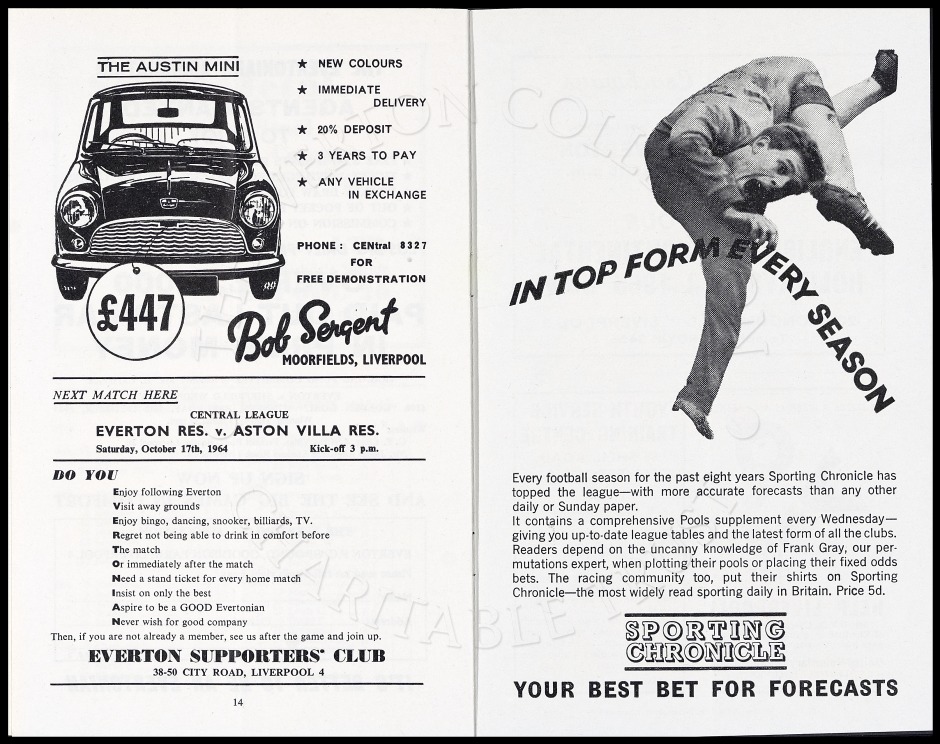 THE AUSTIN MINI
★ NEW COLOURS
★ IMMEDIATE
DELIVERY
★ 20% DEPOSIT
★ 3 YEARS TO PAY
★ ANY VEHICLE
IN EXCHANGE
PHONE: CENtral 8327
FOR
FREE DEMONSTRATION
£447
Bob Sergent
MOORFIELDS, LIVERPOOL
NEXT MATCH HERE
CENTRAL LEAGUE
EVERTON RES. v. ASTON VILLA RES.
Saturday, October 17th, 1964 Kick-off 3 p.m.
DO YOU
Enjoy following Everton
Visit away grounds
Enjoy bingo, dancing, snooker, billiards, TV.
Regret not being able to drink in comfort before
The match
Or immediately after the match
Need a stand ticket for every home match
Insist on only the best
Aspire to be a GOOD Evertonian
Never wish for good company
Then, if you are not already a member, see us after the game and join up.
EVERTON SUPPORTERS' CLUB
38-50 CITY ROAD, LIVERPOOL 4
14
IN TOP FORM EVERY SEASON
Every football season for the past eight years Sporting Chronicle has
topped the league—with more accurate forecasts than any other
daily or Sunday paper.
It contains a comprehensive Pools supplement every Wednesday—
giving you up-to-date league tables and the latest form of all the clubs.
Readers depend on the uncanny knowledge of Frank Gray, our per-
mutations expert, when plotting their pools or placing their fixed odds
bets. The racing community too, put their shirts on Sporting
Chronicle—the most widely read sporting daily in Britain. Price 5d.
SPORTING
CHRONICLE
YOUR BEST BET FOR FORECASTS